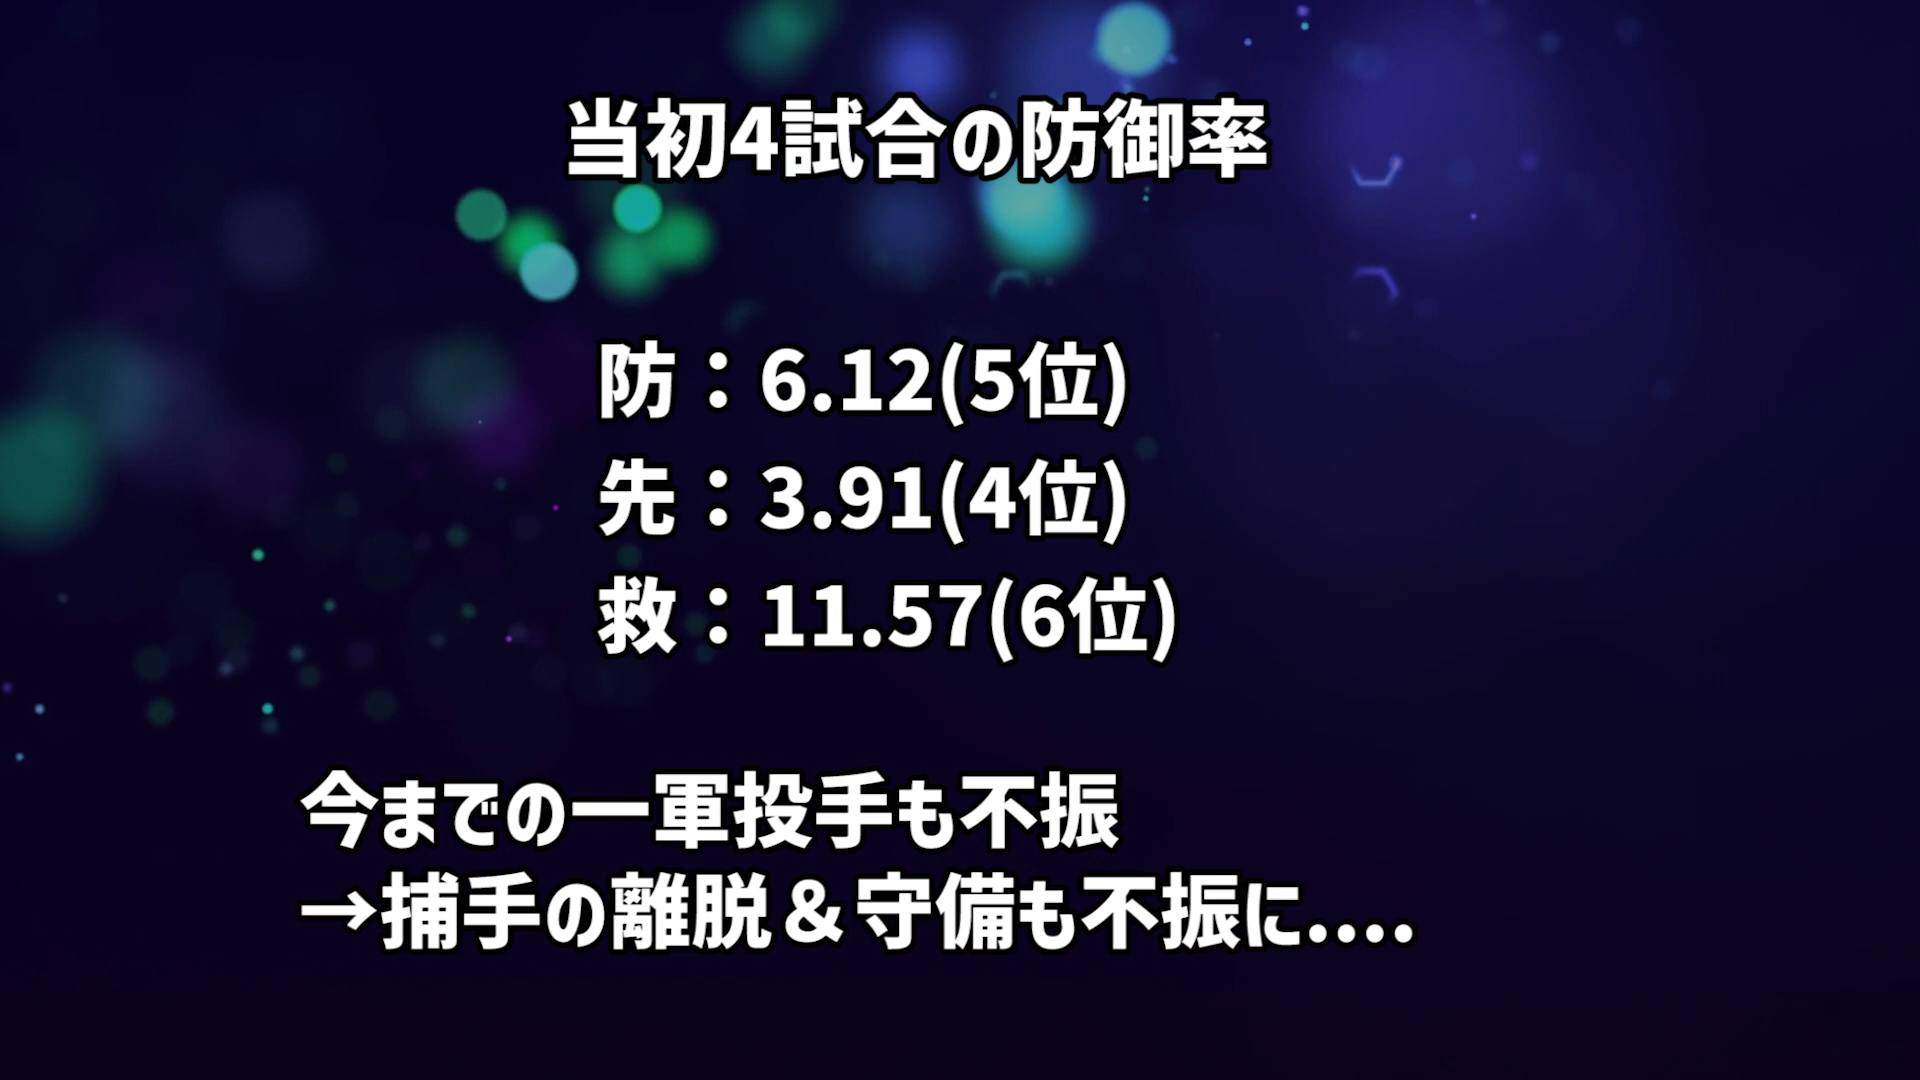 当初4試合の防御率
防：6.12(5位)
先：3.91(4位)
救：11.57(6位)
今までの一軍投手も不振
→捕手の離脱＆守備も不振に....